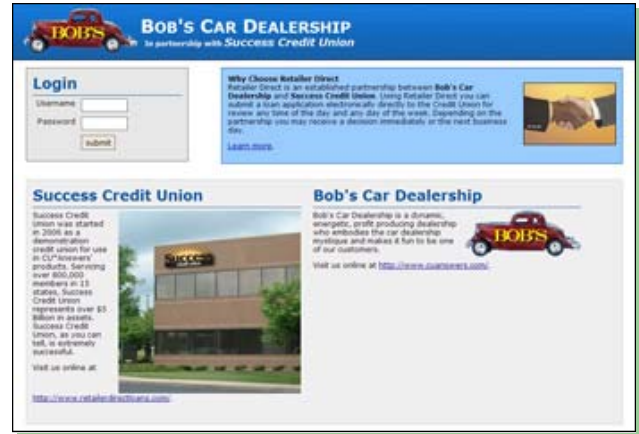 BOB'S
BOB'S CAR DEALERSHIP
In partnership with Success Credit Union
Login
Username
Password
submit
Why Choose Retailer Direct
Retailer Direct is an established partnership between Bob's Car
Dealership and Success Credit Union. Using Retailer Direct you can
submit a loan application electronically directly to the Credit Union for
review any time of the day and any day of the week. Depending on the
partnership you may receive a decision immediately or the next business
day.
Learn more.
Success Credit Union
Success Credit
Union was started
in 2006 as a
demonstration
credit union for use
in CU*Answers'
products. Servicing
over 800,000
members in 15
states, Success
Credit Union
represents over $5
Billion in assets.
Success Credit
Union, as you can
tell, is extremely
successful.
Visit us online at
http://www.retailerdirectloans.com/.
Success
Bob's Car Dealership
Bob's Car Dealership is a dynamic,
energetic, profit producing dealership
who embodies the car dealership
mystique and makes it fun to be one
of our customers.
Visit us online at http://www.cuanswers.com/.
BOB'S